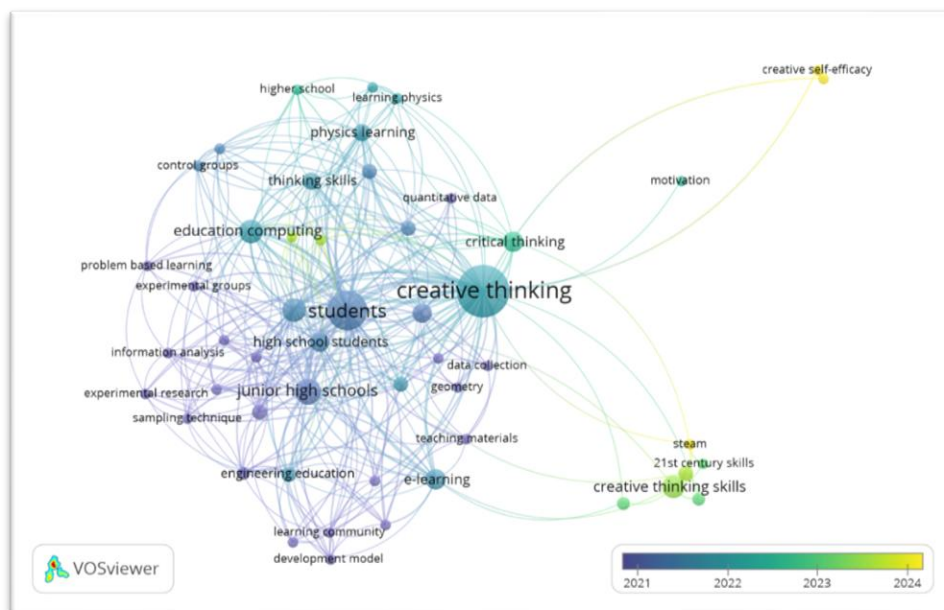 creative self-efficacy
higher school
learning physics
physics learning
control groups
thinking skills
motivation
quantitative data
education computing
critical thinking
problem based learning
experimental groups
creative thinking
students
high school students
information analysis
data collection
junior high schools
geometry
experimental research
sampling technique
teaching materials
steam
21st century skills
engineering education
e-learning
creative thinking skills
learning community
development model
VOSviewer
2021 2022 2023 2024